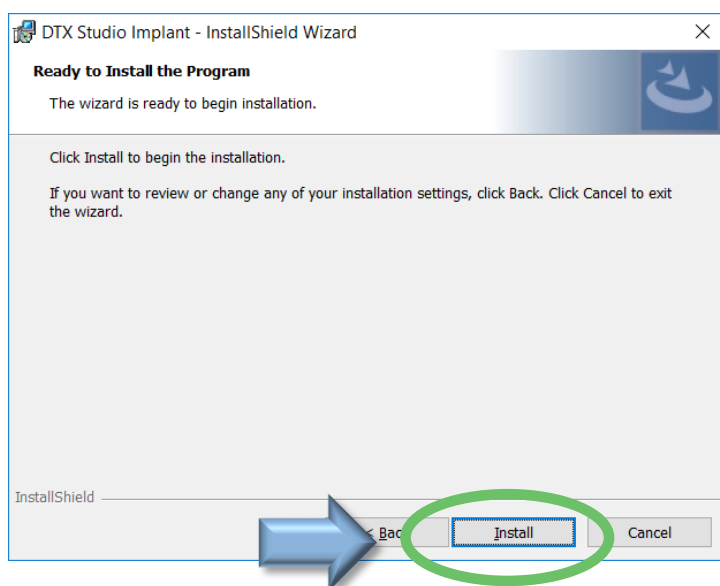 DTX Studio Implant - InstallShield Wizard
Ready to Install the Program
The wizard is ready to begin installation.
Click Install to begin the installation.
If you want to review or change any of your installation settings, click Back. Click Cancel to exit
the wizard.
InstallShield
Install Cancel